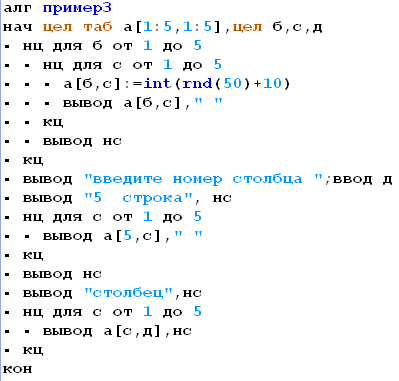 алг пример3
нач цел таб а[1:5,1:5],цел б,с,д
▪ нц для б от 1 до 5
▪ ▪ нц для с от 1 до 5
▪ ▪ ▪ а[б,с]:=int(rnd(50)+10)
▪ ▪ ▪ вывод а[б,с]," "
▪ ▪ кц
▪ ▪ вывод нс
▪ кц
▪ вывод "введите номер столбца ";ввод д
▪ вывод "5  строка", нс
▪ нц для с от 1 до 5
▪ ▪ вывод а[5,с]," "
▪ кц
▪ вывод нс
▪ вывод "столбец",нс
▪ нц для с от 1 до 5
▪ ▪ вывод а[с,д],нс
▪ кц
кон